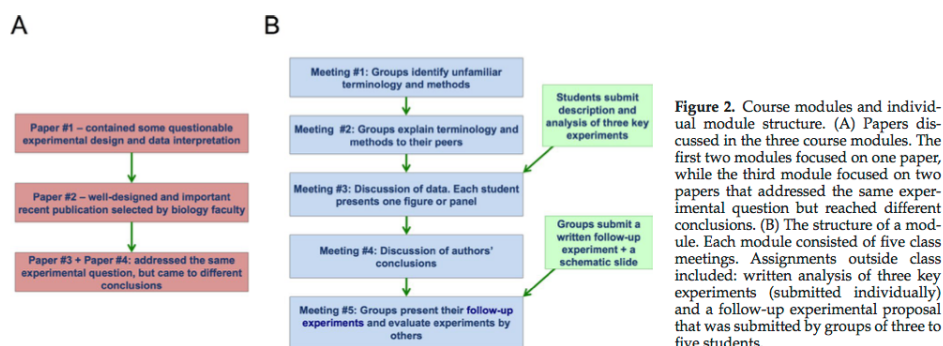 A
Paper #1 – contained some questionable
experimental design and data interpretation
Paper #2 – well-designed and important
recent publication selected by biology faculty
Paper #3 + Paper #4: addressed the same
experimental question, but came to different
conclusions
B
Meeting #1: Groups identify unfamiliar
terminology and methods
Meeting #2: Groups explain terminology and
methods to their peers
Students submit
description and
analysis of three key
experiments
Meeting #3: Discussion of data. Each student
presents one figure or panel
Meeting #4: Discussion of authors'
conclusions
Groups submit a
written follow-up
experiment + a
schematic slide
Meeting #5: Groups present their follow-up
experiments and evaluate experiments by
others
Figure 2. Course modules and individ-
ual module structure. (A) Papers dis-
cussed in the three course modules. The
first two modules focused on one paper,
while the third module focused on two
papers that addressed the same exper-
imental question but reached different
conclusions. (B) The structure of a mod-
ule. Each module consisted of five class
meetings. Assignments outside class
included: written analysis of three key
experiments (submitted individually)
and a follow-up experimental proposal
that was submitted by groups of three to
five students